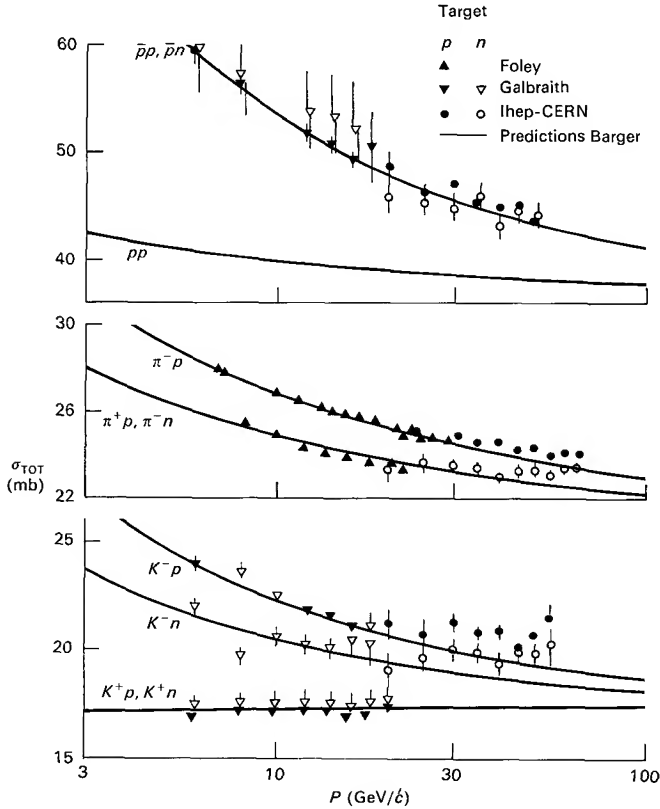 Target
p n
Foley
Galbraith
Ihep-CERN
Predictions Barger
60
50
40
p̄p, p̄n
pp
30
26
22
π⁻p
π⁺p, π⁻n
σTOT
(mb)
25
20
15
K⁻p
K⁻n
K⁺p, K⁺n
3 10 30 100
P (GeV/c)